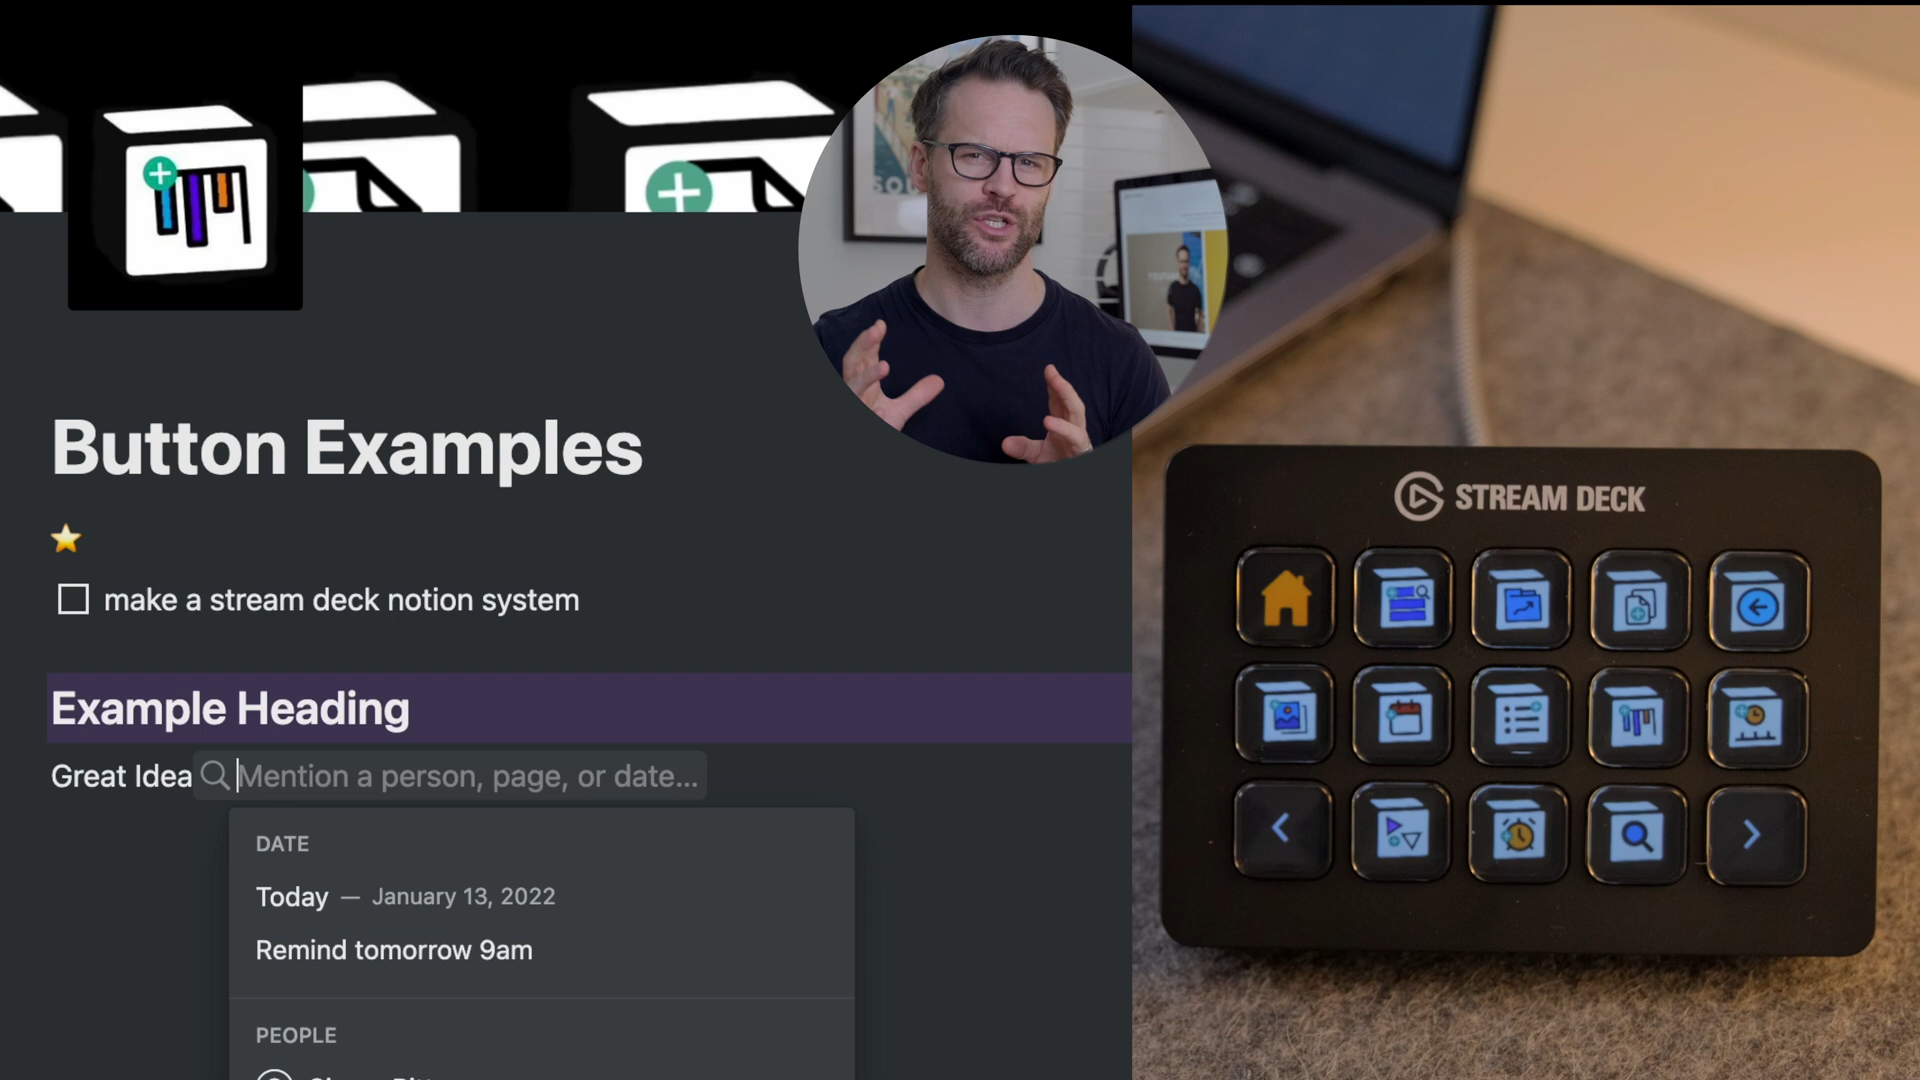 Button Examples
make a stream deck notion system
Example Heading
Great Idea Mention a person, page, or date...
DATE
Today — January 13, 2022
Remind tomorrow 9am
PEOPLE
STREAM DECK